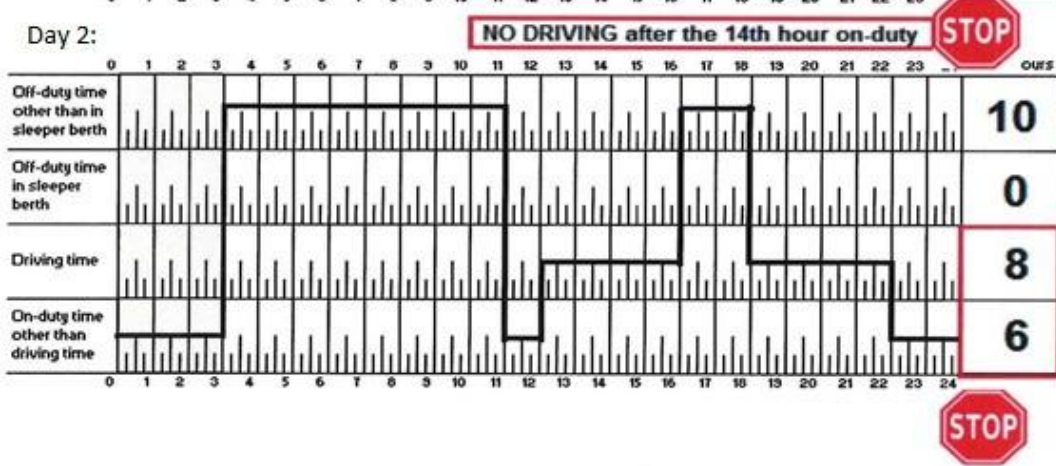 Day 2:
NO DRIVING after the 14th hour on-duty
STOP
0 1 2 3 4 5 6 7 8 9 10 11 12 13 14 15 16 17 18 19 20 21 22 23
ours
Off-duty time
other than in
sleeper berth
10
Off-duty time
in sleeper
berth
0
Driving time
8
On-duty time
other than
driving time
6
0 1 2 3 4 5 6 7 8 9 10 11 12 13 14 15 16 17 18 19 20 21 22 23 24
STOP